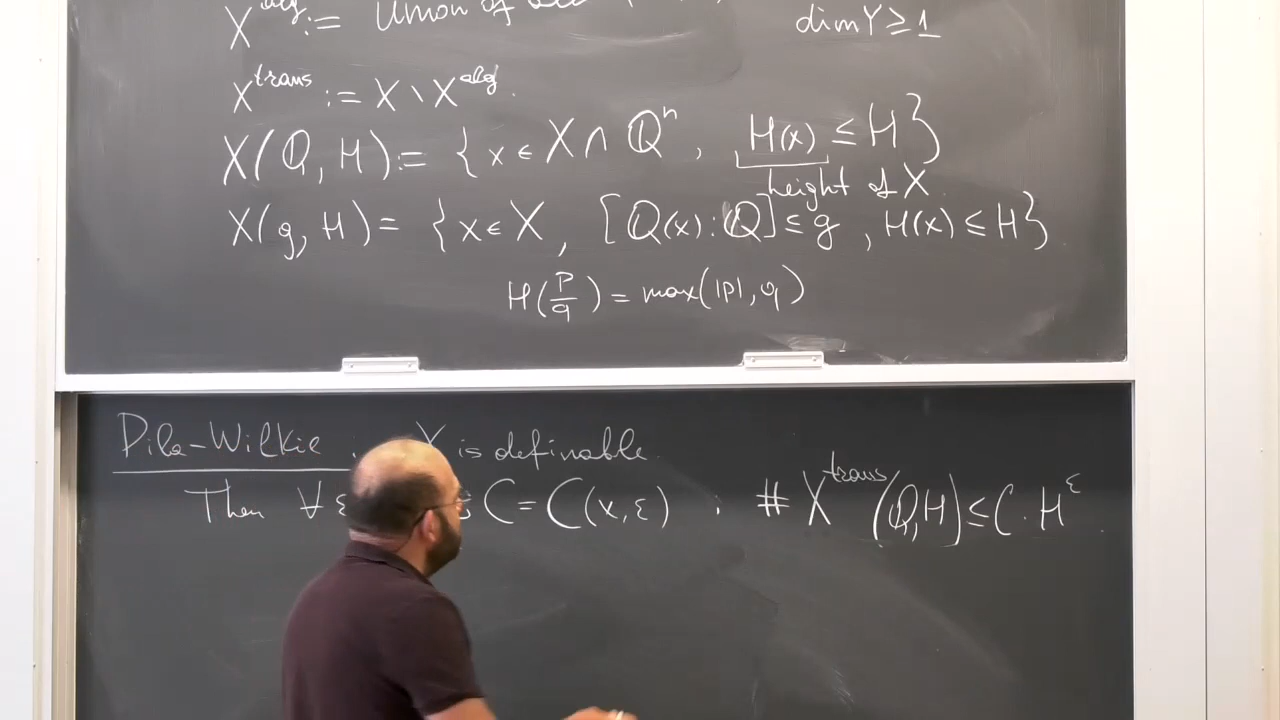 X^alg := Union of
dim Y ≥ 1
X^trans := X \ X^alg.
X(Q, H) := { x ∈ X ∩ Q^n , H(x) ≤ H }
height of X
X(g, H) = { x ∈ X , [Q(x) : Q] ≤ g , H(x) ≤ H }
H(p/q) = max(|p|, q)
Pila-Wilkie : X is definable.
Then ∀ε C = C(X, ε) : # X^trans (Q, H) ≤ C · H^ε.